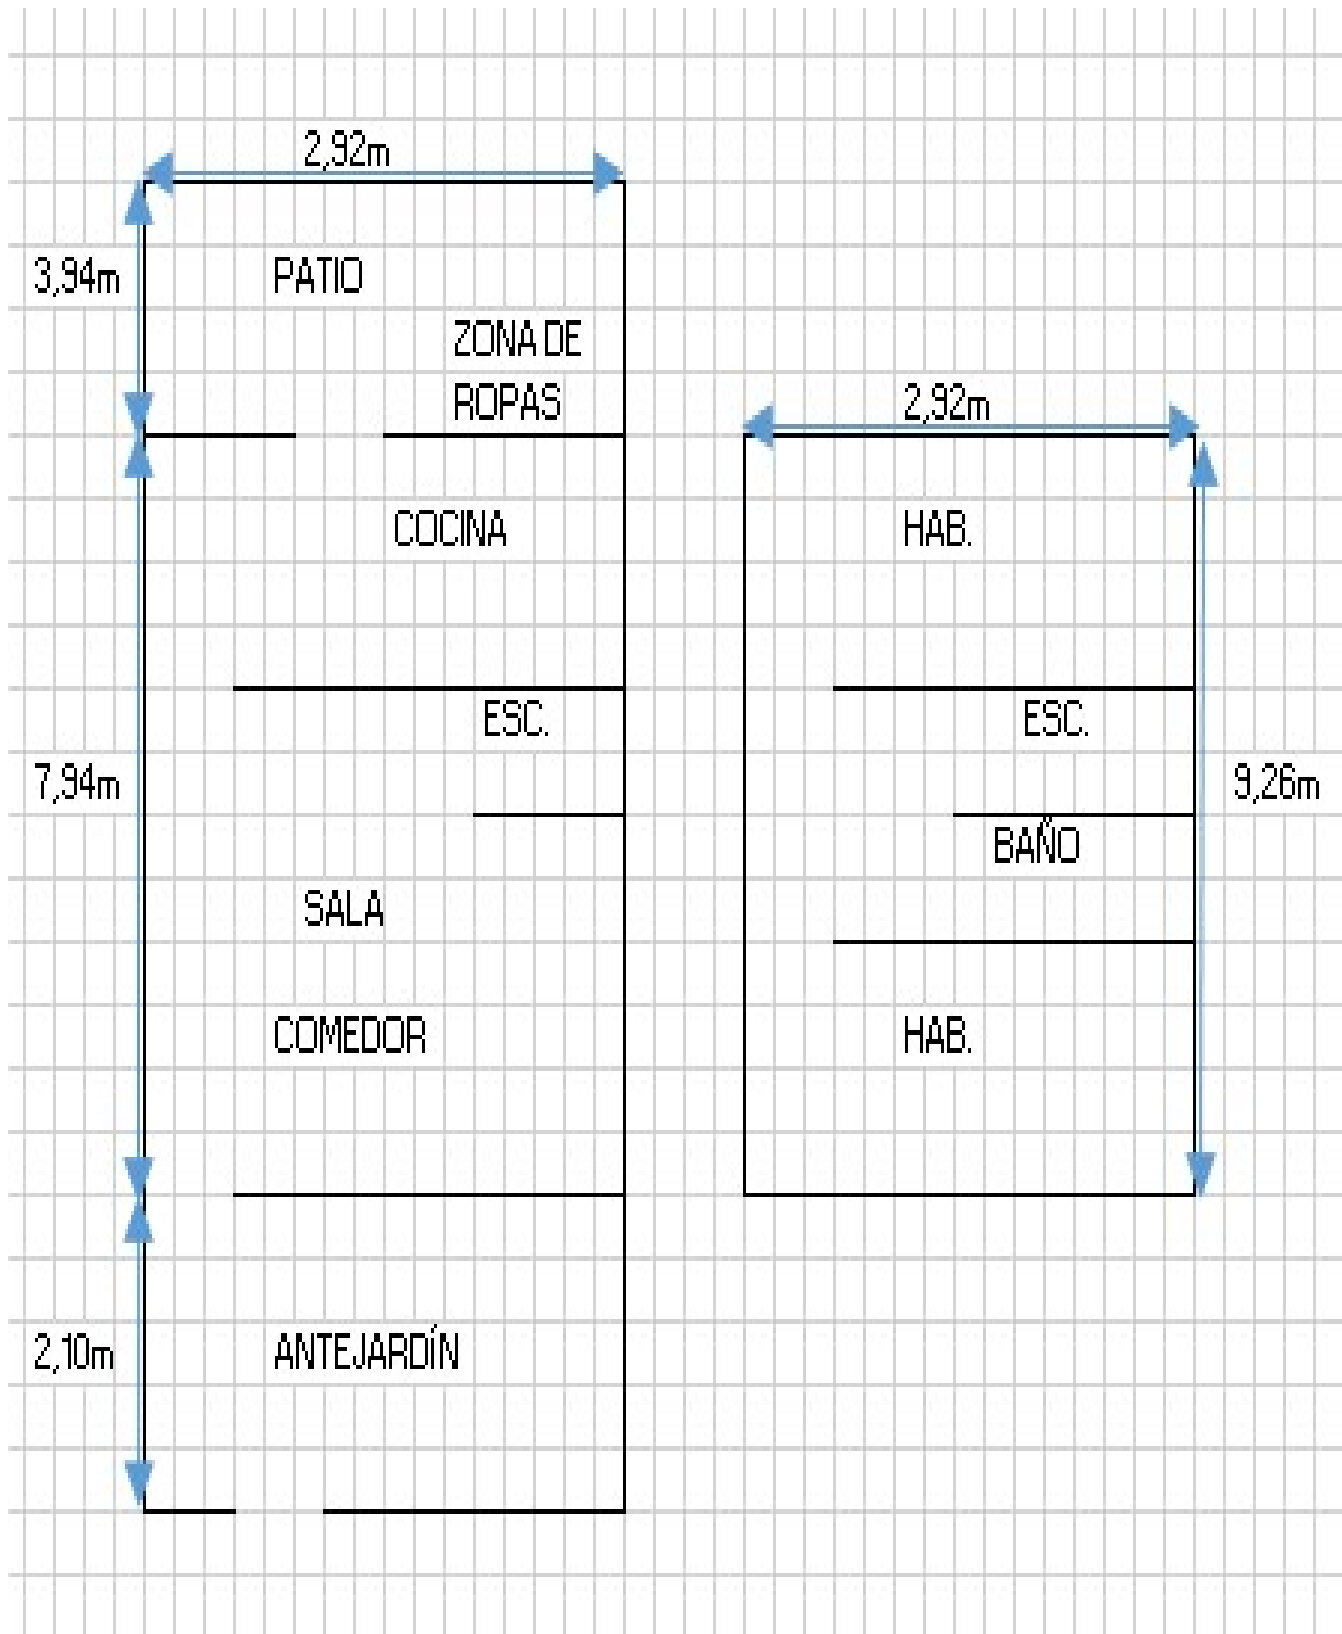 2,92m
3,94m
PATIO
ZONA DE
ROPAS
COCINA
ESC.
7,94m
SALA
COMEDOR
2,10m
ANTEJARDÍN
2,92m
HAB.
ESC.
9,26m
BAÑO
HAB.